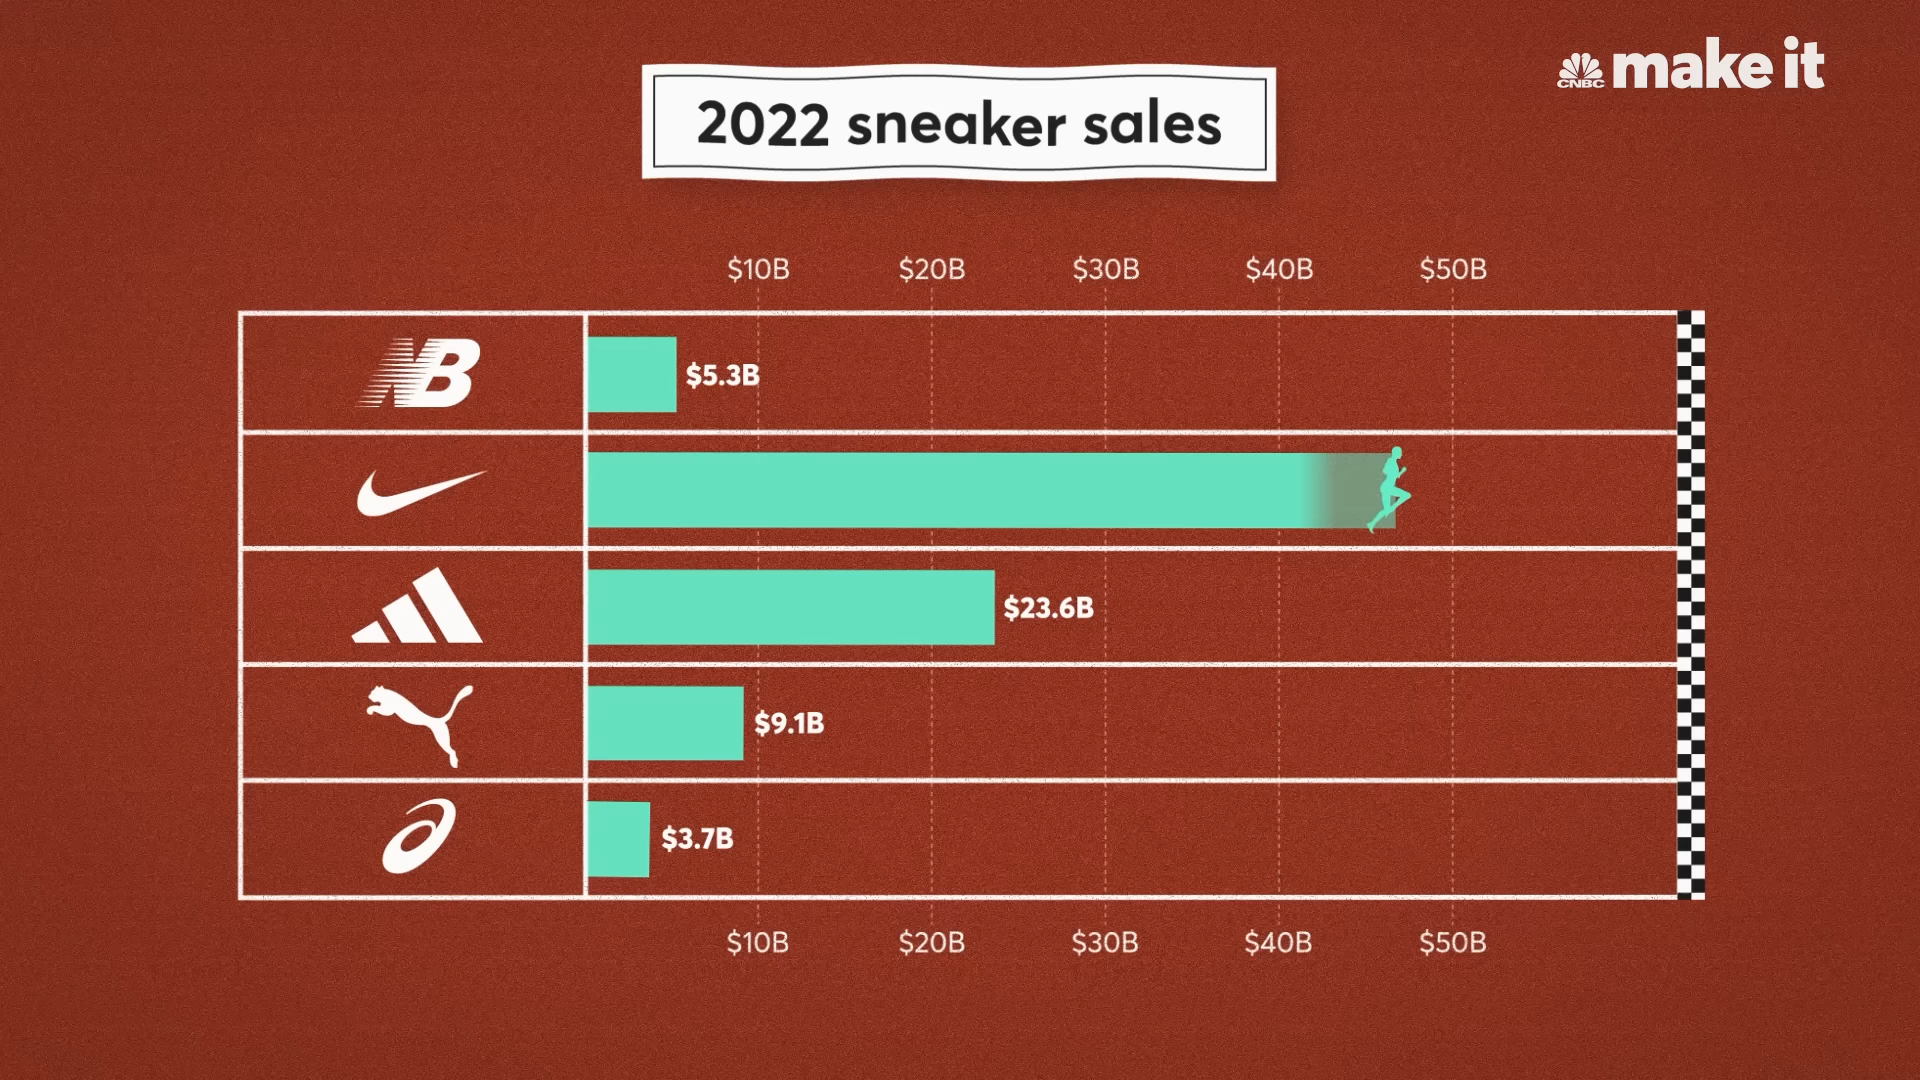 CNBC make it
2022 sneaker sales
$10B $20B $30B $40B $50B
NB
$5.3B
$23.6B
$9.1B
$3.7B
$10B $20B $30B $40B $50B